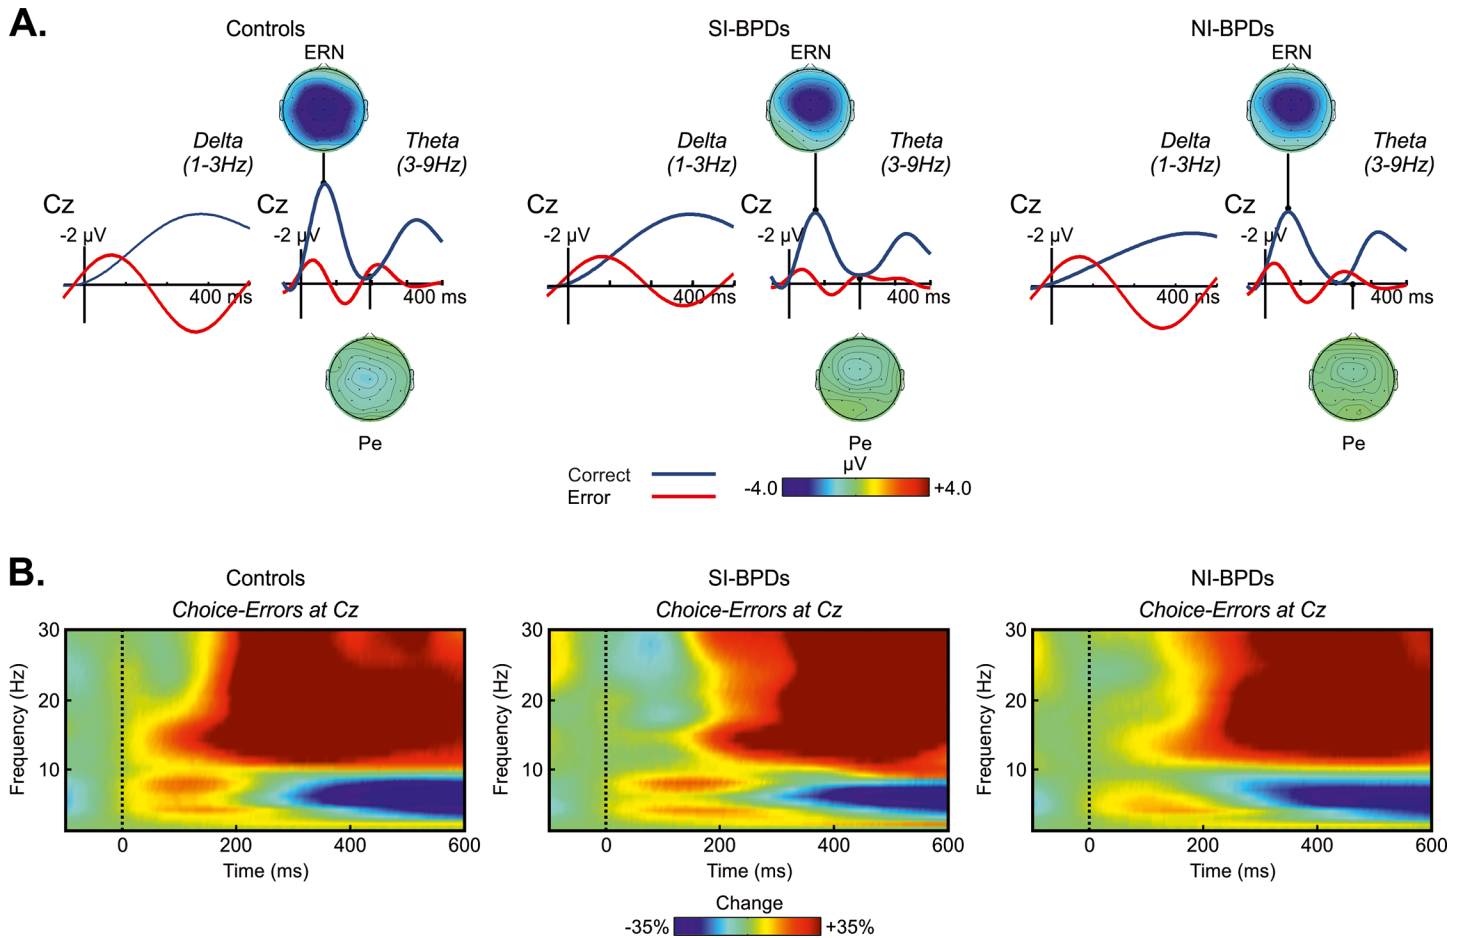 A.
Controls
SI-BPDs
NI-BPDs
ERN
ERN
ERN
Delta
(1-3Hz)
Theta
(3-9Hz)
Delta
(1-3Hz)
Theta
(3-9Hz)
Delta
(1-3Hz)
Theta
(3-9Hz)
Cz
Cz
Cz
Cz
Cz
Cz
-2 µV
-2 µV
-2 µV
-2 µV
-2 µV
-2 µV
400 ms
400 ms
400 ms
400 ms
400 ms
400 ms
Pe
Pe
Pe
Correct
Error
µV
-4.0
+4.0
B.
Controls
SI-BPDs
NI-BPDs
Choice-Errors at Cz
Choice-Errors at Cz
Choice-Errors at Cz
Frequency (Hz)
30
20
10
0
200
400
600
Time (ms)
Frequency (Hz)
30
20
10
0
200
400
600
Time (ms)
Frequency (Hz)
30
20
10
0
200
400
600
Time (ms)
Change
-35%
+35%